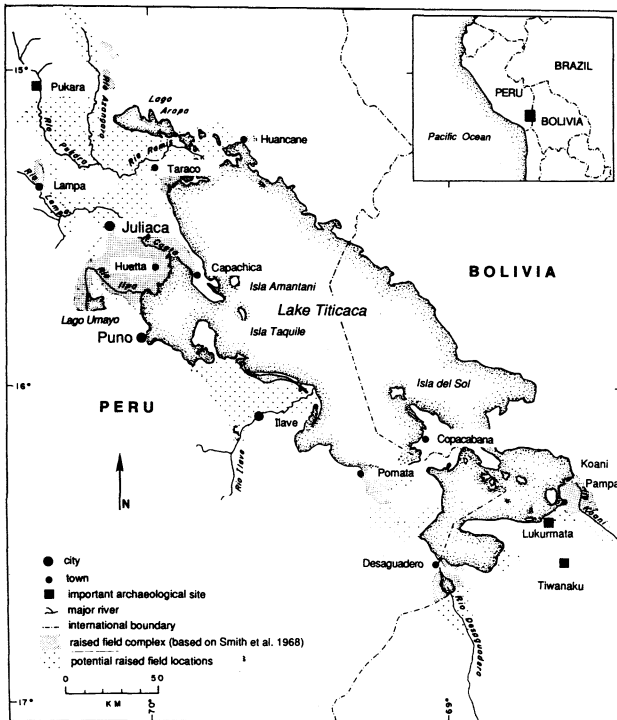 BRAZIL
PERU
BOLIVIA
Pacific Ocean
15°
Pukara
Rio Azangaro
Lago
Arapa
Huancane
Rio
Pukara
Rio Ramis
Taraco
Rio
Lampa
Lampa
Juliaca
Huetta
Capachica
Rio Illpa
Isla Amantani
BOLIVIA
Lake Titicaca
Lago Umayo
Isla Taquile
Puno
16°
PERU
Isla del Sol
Ilave
Copacabana
Rio Ilave
Pomata
Koani
Pampa
Koani
N
Lukurmata
Desaguadero
Tiwanaku
Rio Desaguadero
city
town
important archaeological site
major river
international boundary
raised field complex (based on Smith et al. 1968)
potential raised field locations
0 50
KM
17°
70°
69°